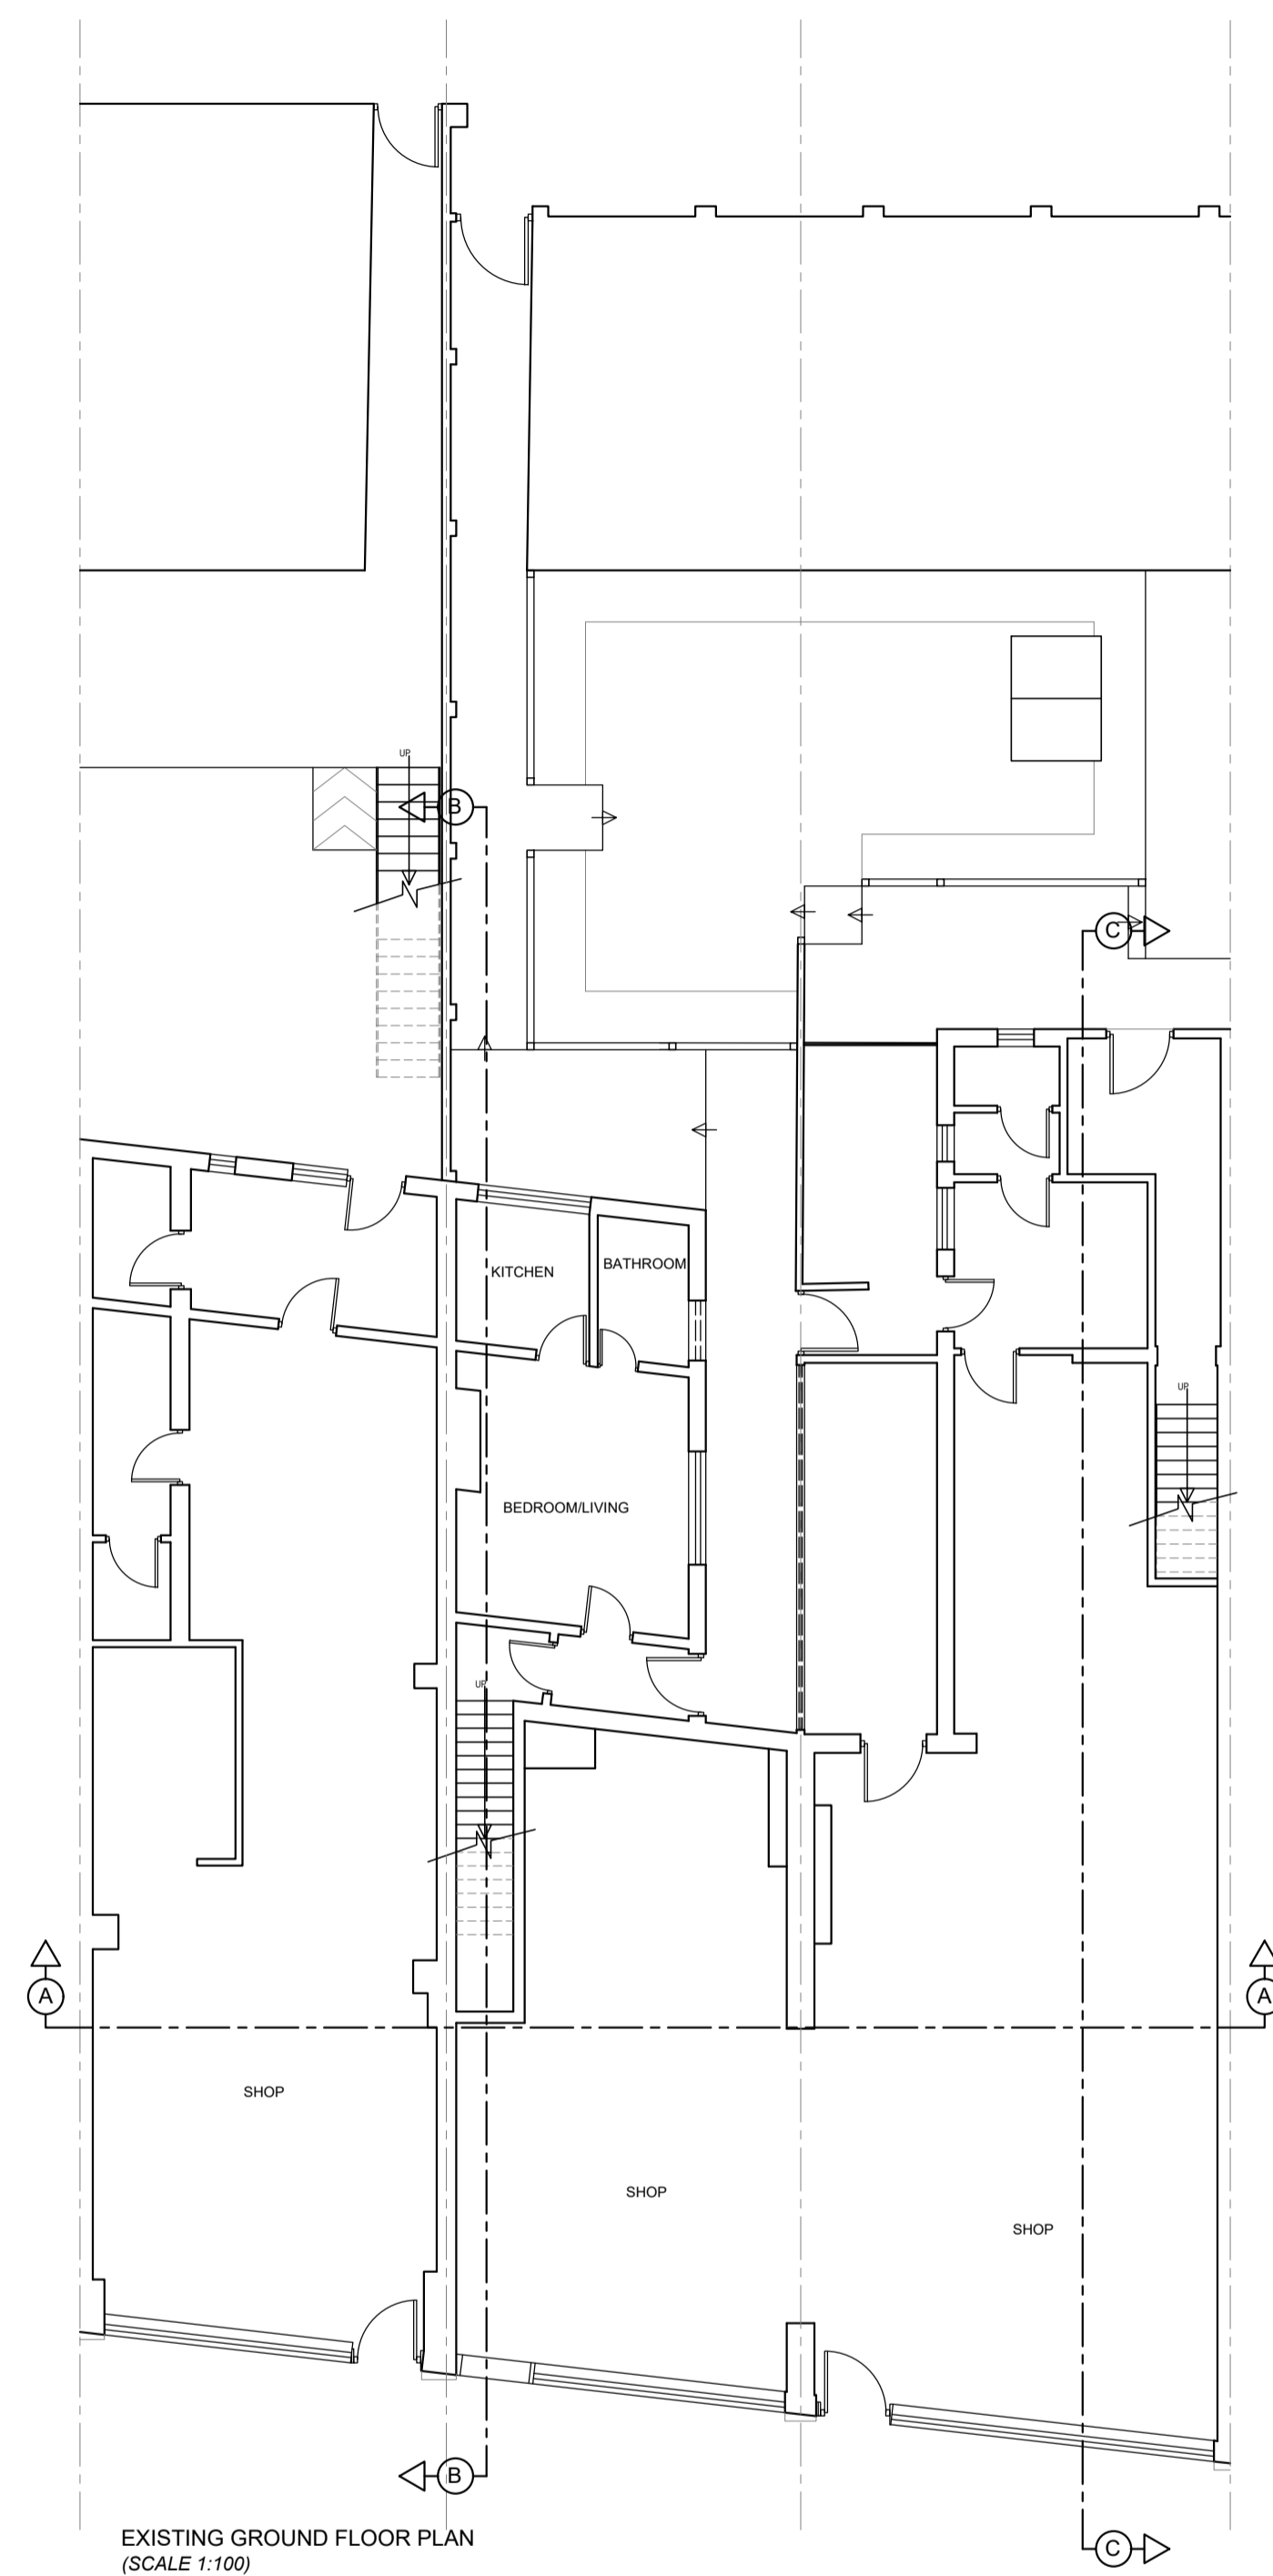 UP
B
C
KITCHEN
BATHROOM
UP
BEDROOM/LIVING
UP
A
A
SHOP
SHOP
SHOP
B
EXISTING GROUND FLOOR PLAN
(SCALE 1:100)
C